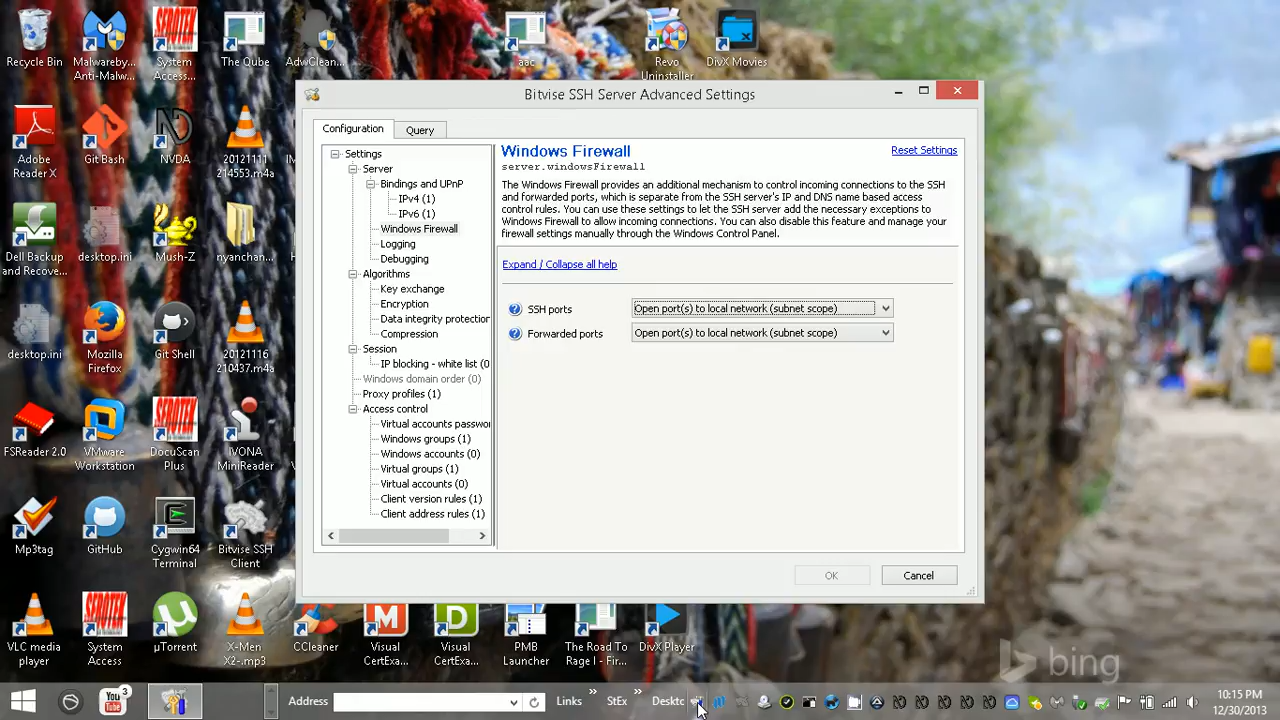 Recycle Bin
Malwareby... Anti-Malw...
System Access...
The Qube
AdwClean...
aac
Revo Uninstaller
DivX Movies
Bitvise SSH Server Advanced Settings
Configuration
Query
Settings
Server
Bindings and UPnP
IPv4 (1)
IPv6 (1)
Windows Firewall
Logging
Debugging
Algorithms
Key exchange
Encryption
Data integrity protection
Compression
Session
IP blocking - white list (0
Windows domain order (0)
Proxy profiles (1)
Access control
Virtual accounts passwo
Windows groups (1)
Windows accounts (0)
Virtual groups (1)
Virtual accounts (0)
Client version rules (1)
Client address rules (1)
Windows Firewall
Reset Settings
server.windowsFirewall
The Windows Firewall provides an additional mechanism to control incoming connections to the SSH
and forwarded ports, which is separate from the SSH server's IP and DNS name based access
control rules. You can use these settings to let the SSH server add the necessary exceptions to
Windows Firewall to allow incoming connections. You can also disable this feature and manage your
firewall settings manually through the Windows Control Panel.
Expand / Collapse all help
SSH ports
Open port(s) to local network (subnet scope)
Forwarded ports
Open port(s) to local network (subnet scope)
OK
Cancel
Adobe Reader X
Git Bash
NVDA
20121111 214553.m4a
Dell Backup and Recove...
desktop.ini
Mush-Z
nyanchan...
desktop.ini
Mozilla Firefox
Git Shell
20121116 210437.m4a
FSReader 2.0
VMware Workstation
SEROTEK
DocuScan Plus
IVONA MiniReader
Mp3tag
GitHub
Cygwin64 Terminal
Bitvise SSH Client
VLC media player
SEROTEK
System Access
µTorrent
X-Men X2-.mp3
CCleaner
Visual CertExa...
Visual CertExa...
PMB Launcher
The Road To Rage I - Fir...
DivX Player
bing
You Tube
3
Address
Links
StEx
Deskto
10:15 PM
12/30/2013